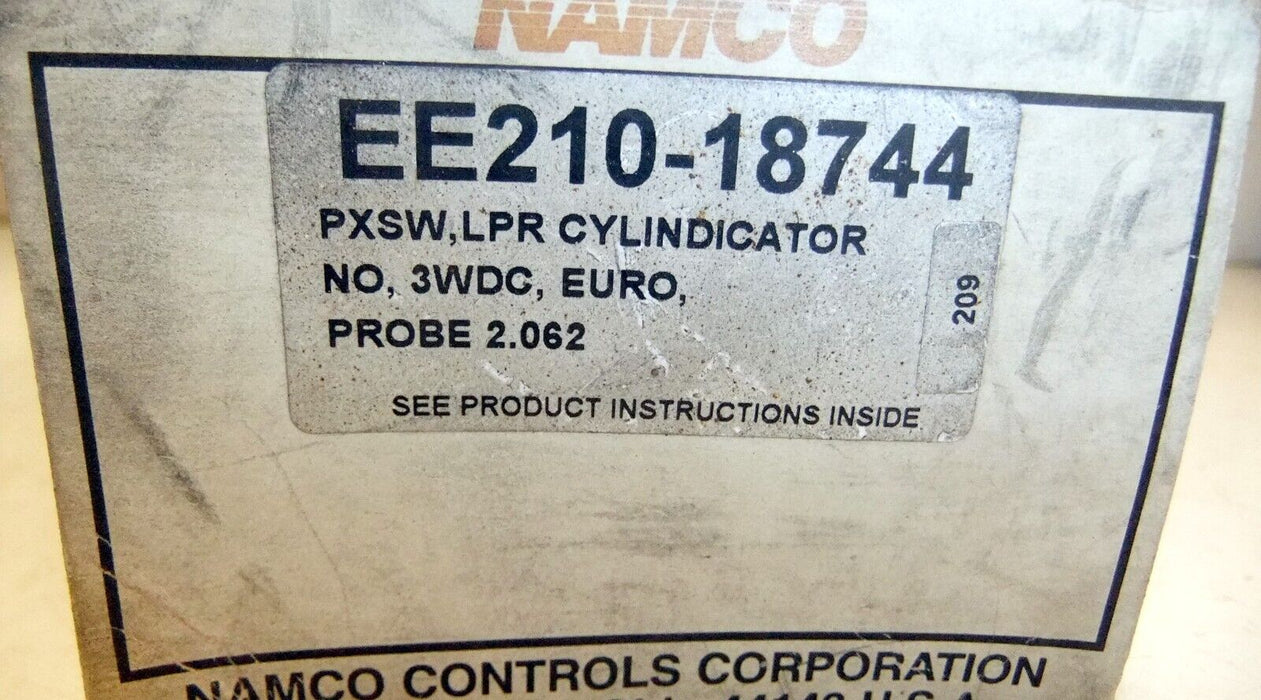 NAMCO
EE210-18744
PXSW,LPR CYLINDICATOR
NO, 3WDC, EURO,
PROBE 2.062
209
SEE PRODUCT INSTRUCTIONS INSIDE
NAMCO CONTROLS CORPORATION
U.S.A.